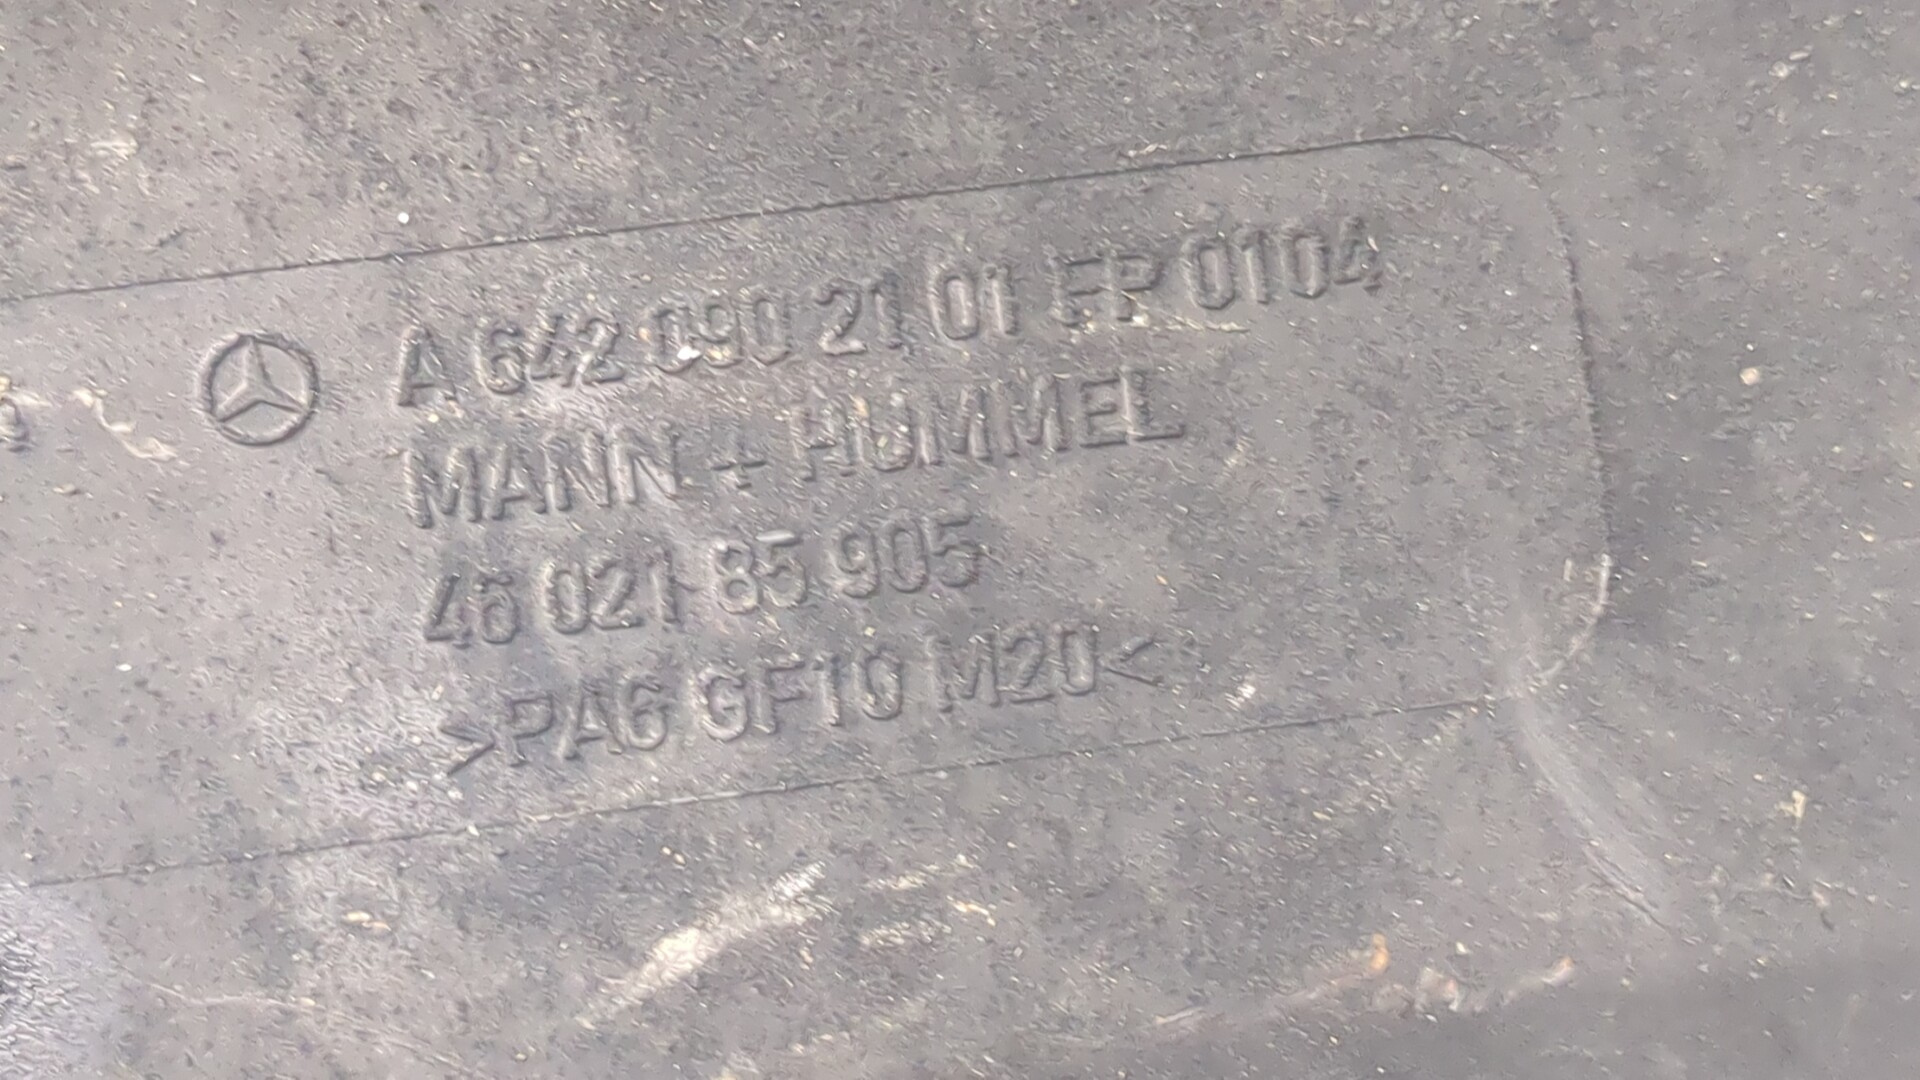 A 642 090 21 01 EP 0104
MANN + HUMMEL
46 021 85 905
>PA6 GF10 M20<